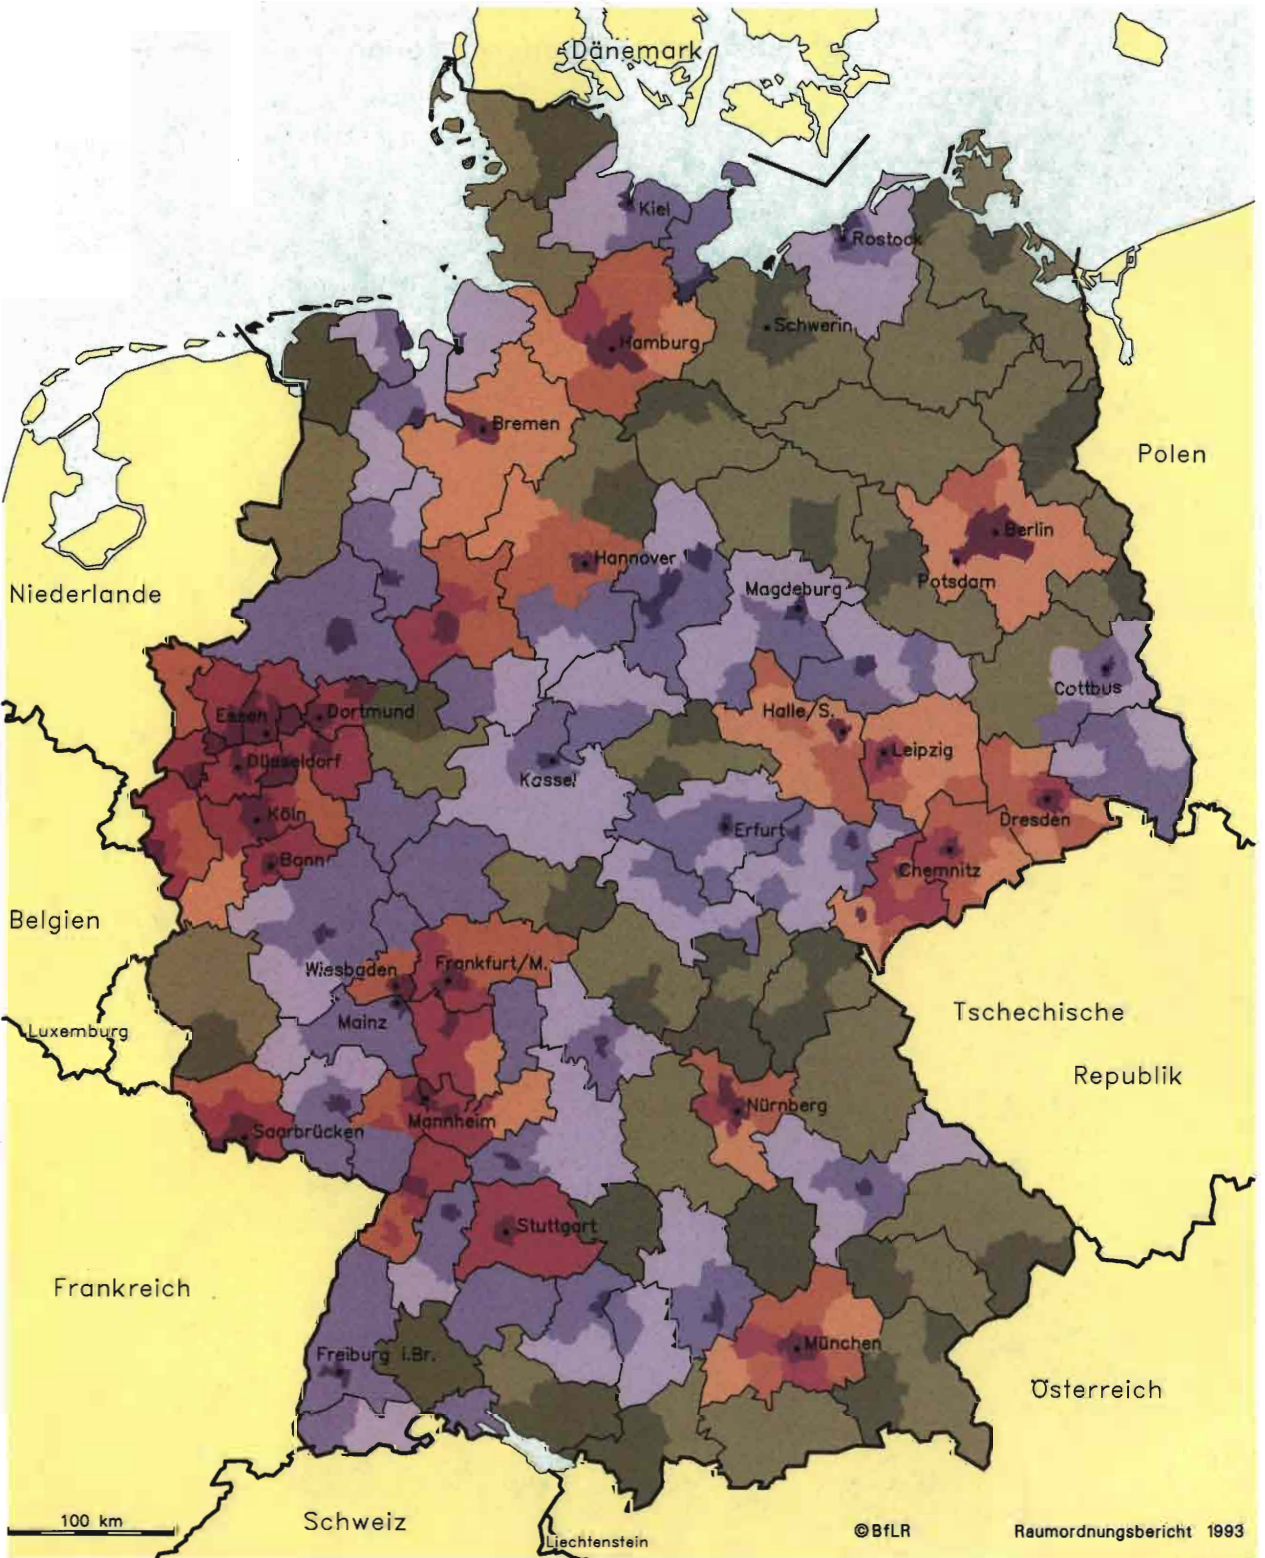 Dänemark
Kiel
Rostock
Schwerin
Hamburg
Bremen
Polen
Berlin
Hannover
Potsdam
Niederlande
Magdeburg
Cottbus
Halle/S.
Essen
Dortmund
Leipzig
Düsseldorf
Kassel
Köln
Dresden
Erfurt
Bonn
Chemnitz
Belgien
Wiesbaden
Frankfurt/M.
Tschechische
Mainz
Luxemburg
Republik
Nürnberg
Mannheim
Saarbrücken
Stuttgart
Frankreich
München
Freiburg i.Br.
Österreich
100 km
Schweiz
©BfLR
Raumordnungsbericht 1993
Liechtenstein